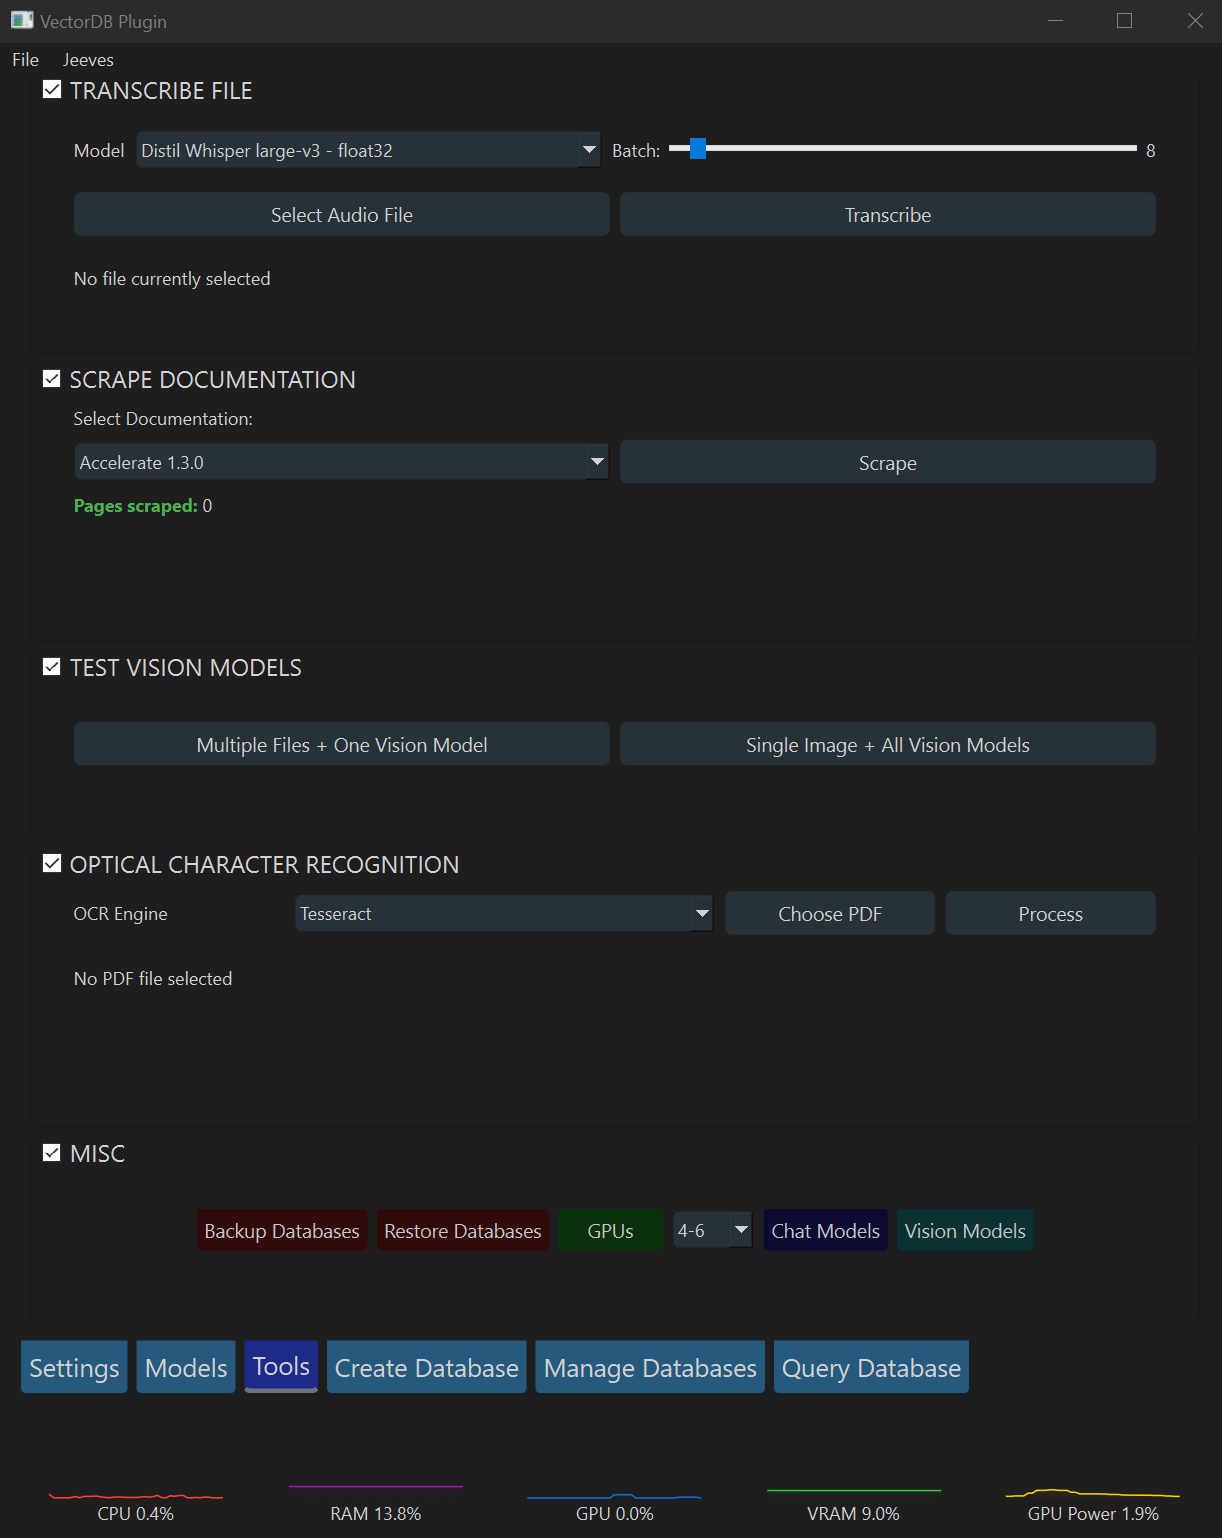 VectorDB Plugin
File Jeeves
TRANSCRIBE FILE
Model Distil Whisper large-v3 - float32 Batch: 8
Select Audio File Transcribe
No file currently selected
SCRAPE DOCUMENTATION
Select Documentation:
Accelerate 1.3.0 Scrape
Pages scraped: 0
TEST VISION MODELS
Multiple Files + One Vision Model Single Image + All Vision Models
OPTICAL CHARACTER RECOGNITION
OCR Engine Tesseract Choose PDF Process
No PDF file selected
MISC
Backup Databases Restore Databases GPUs 4-6 Chat Models Vision Models
Settings Models Tools Create Database Manage Databases Query Database
CPU 0.4% RAM 13.8% GPU 0.0% VRAM 9.0% GPU Power 1.9%